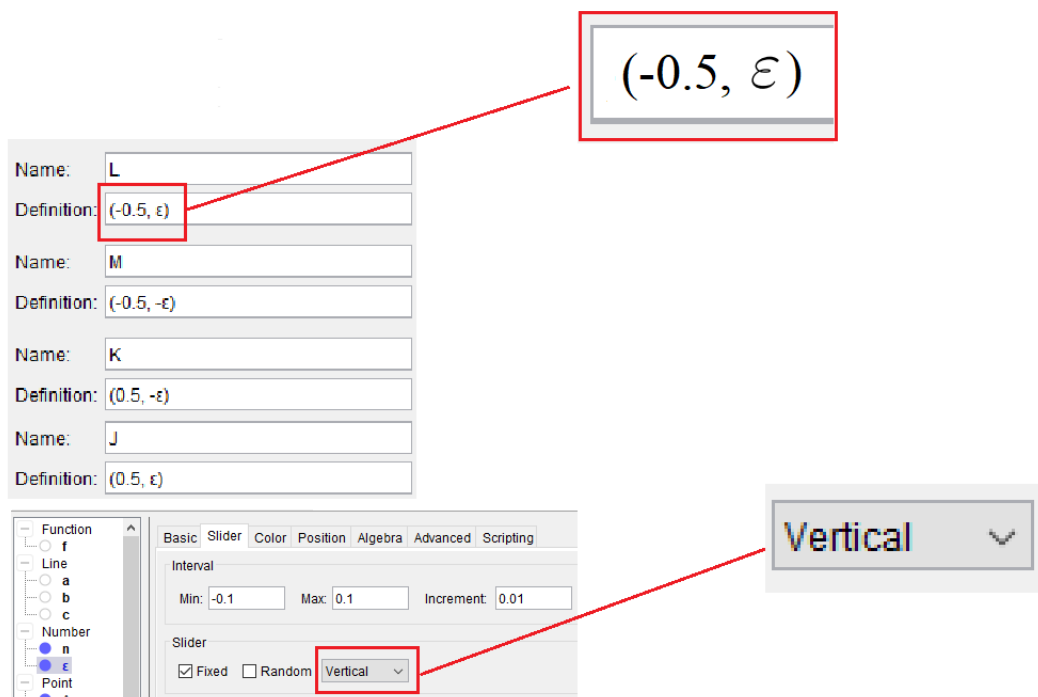 (-0.5, ε)
Name: L
Definition: (-0.5, ε)
Name: M
Definition: (-0.5, -ε)
Name: K
Definition: (0.5, -ε)
Name: J
Definition: (0.5, ε)
Vertical
Function
f
Line
a
b
c
Number
n
ε
Point
Basic Slider Color Position Algebra Advanced Scripting
Interval
Min: -0.1 Max: 0.1 Increment: 0.01
Slider
Fixed Random Vertical